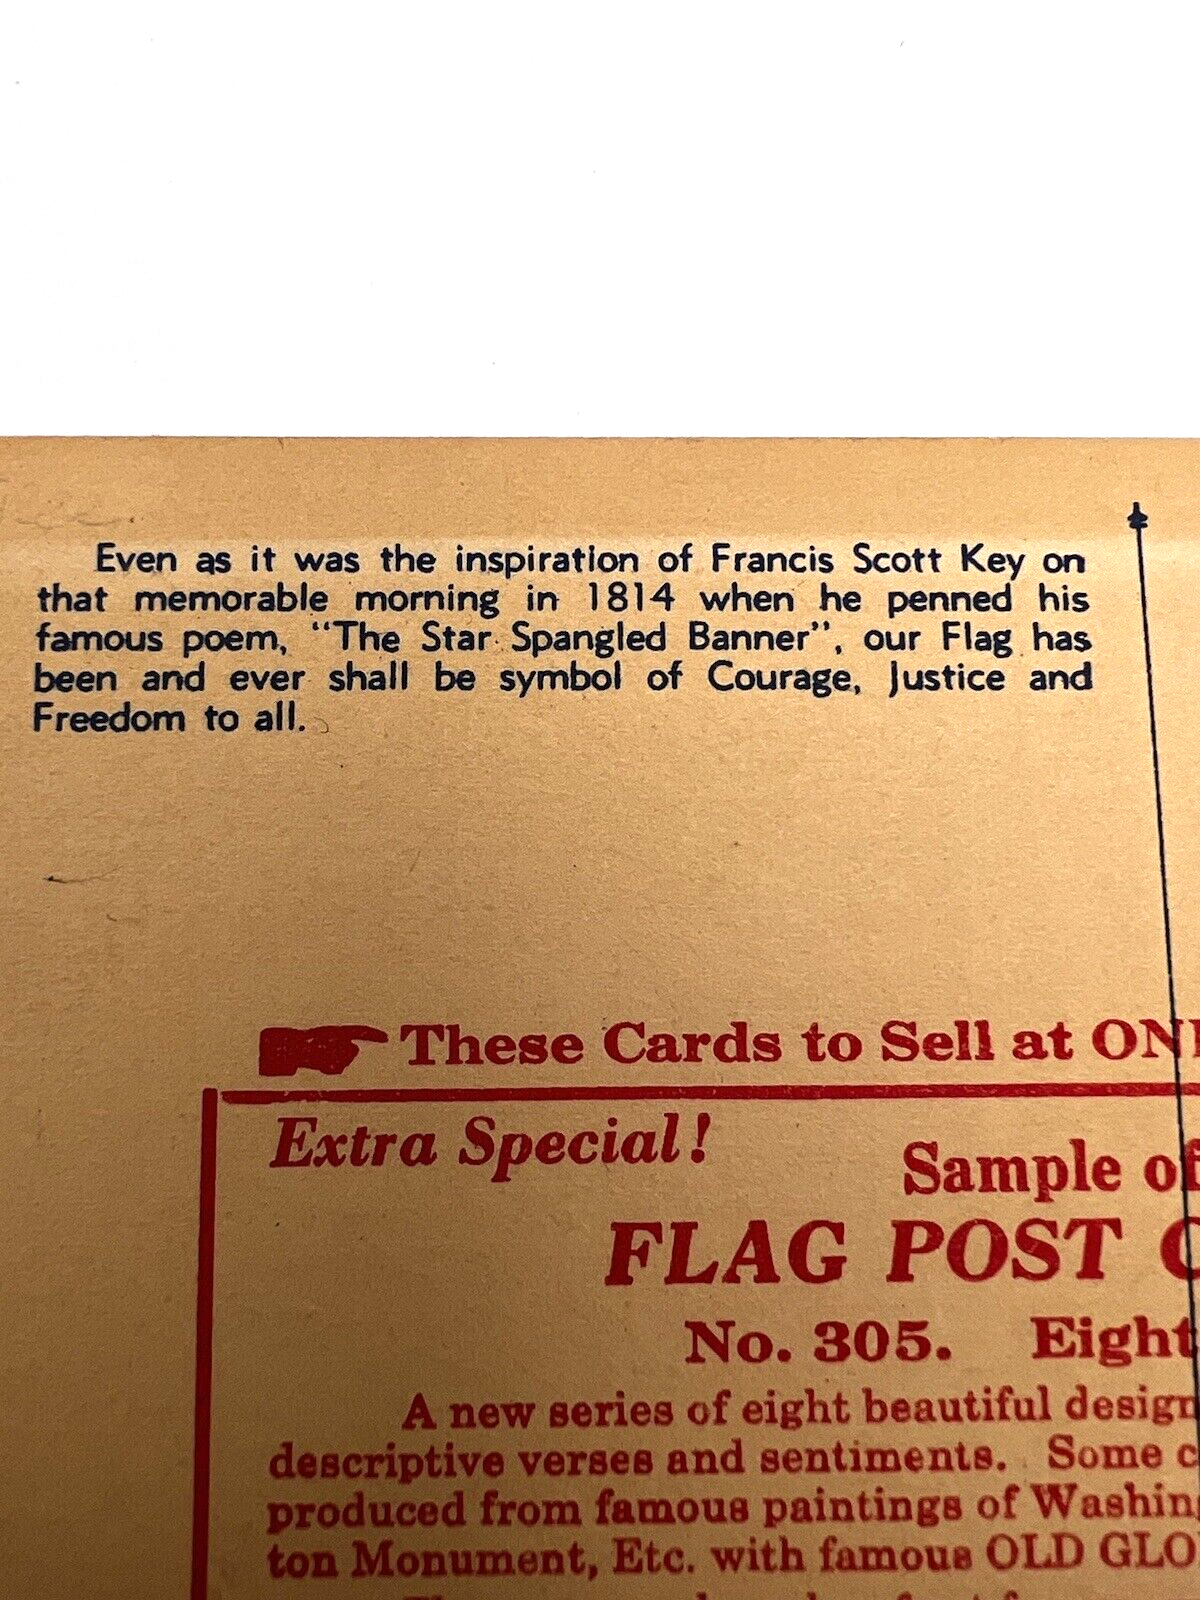 Even as it was the inspiration of Francis Scott Key on
that memorable morning in 1814 when he penned his
famous poem, "The Star Spangled Banner", our Flag has
been and ever shall be symbol of Courage, Justice and
Freedom to all.
These Cards to Sell at
Extra Special!
Sample of
FLAG POST
No. 305. Eight
A new series of eight beautiful
descriptive verses and sentiments. Some
produced from famous paintings of
ton Monument, Etc. with famous OLD